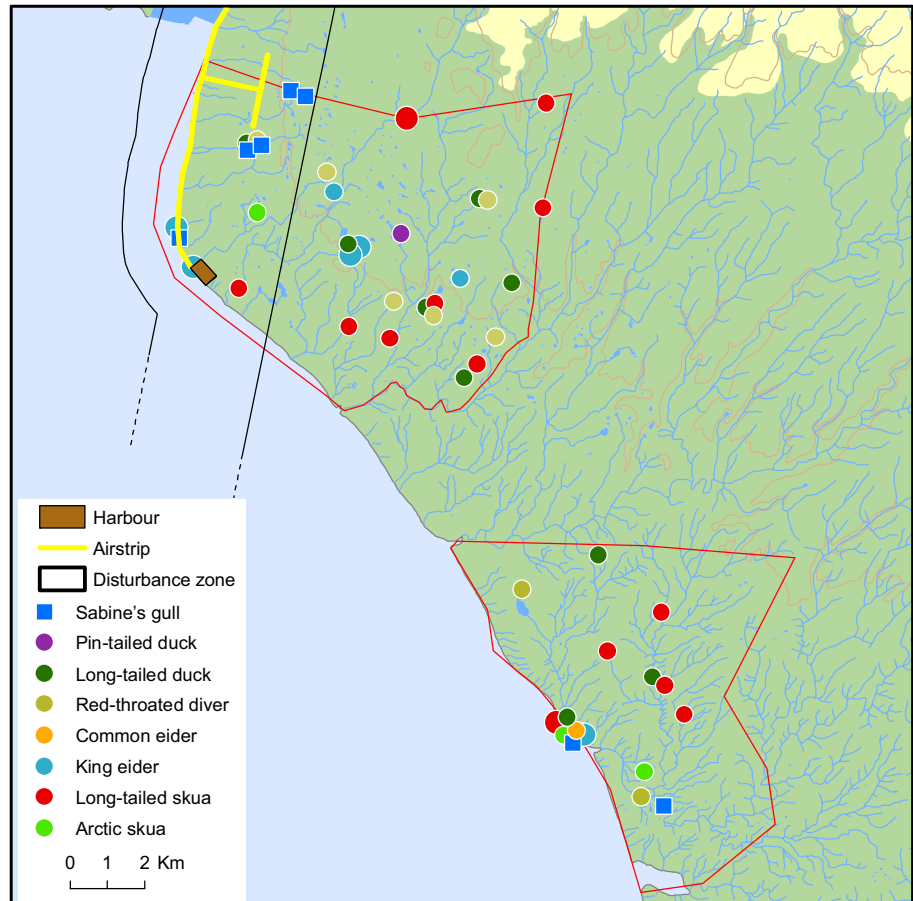 Harbour
Airstrip
Disturbance zone
Sabine's gull
Pin-tailed duck
Long-tailed duck
Red-throated diver
Common eider
King eider
Long-tailed skua
Arctic skua
0 1 2 Km